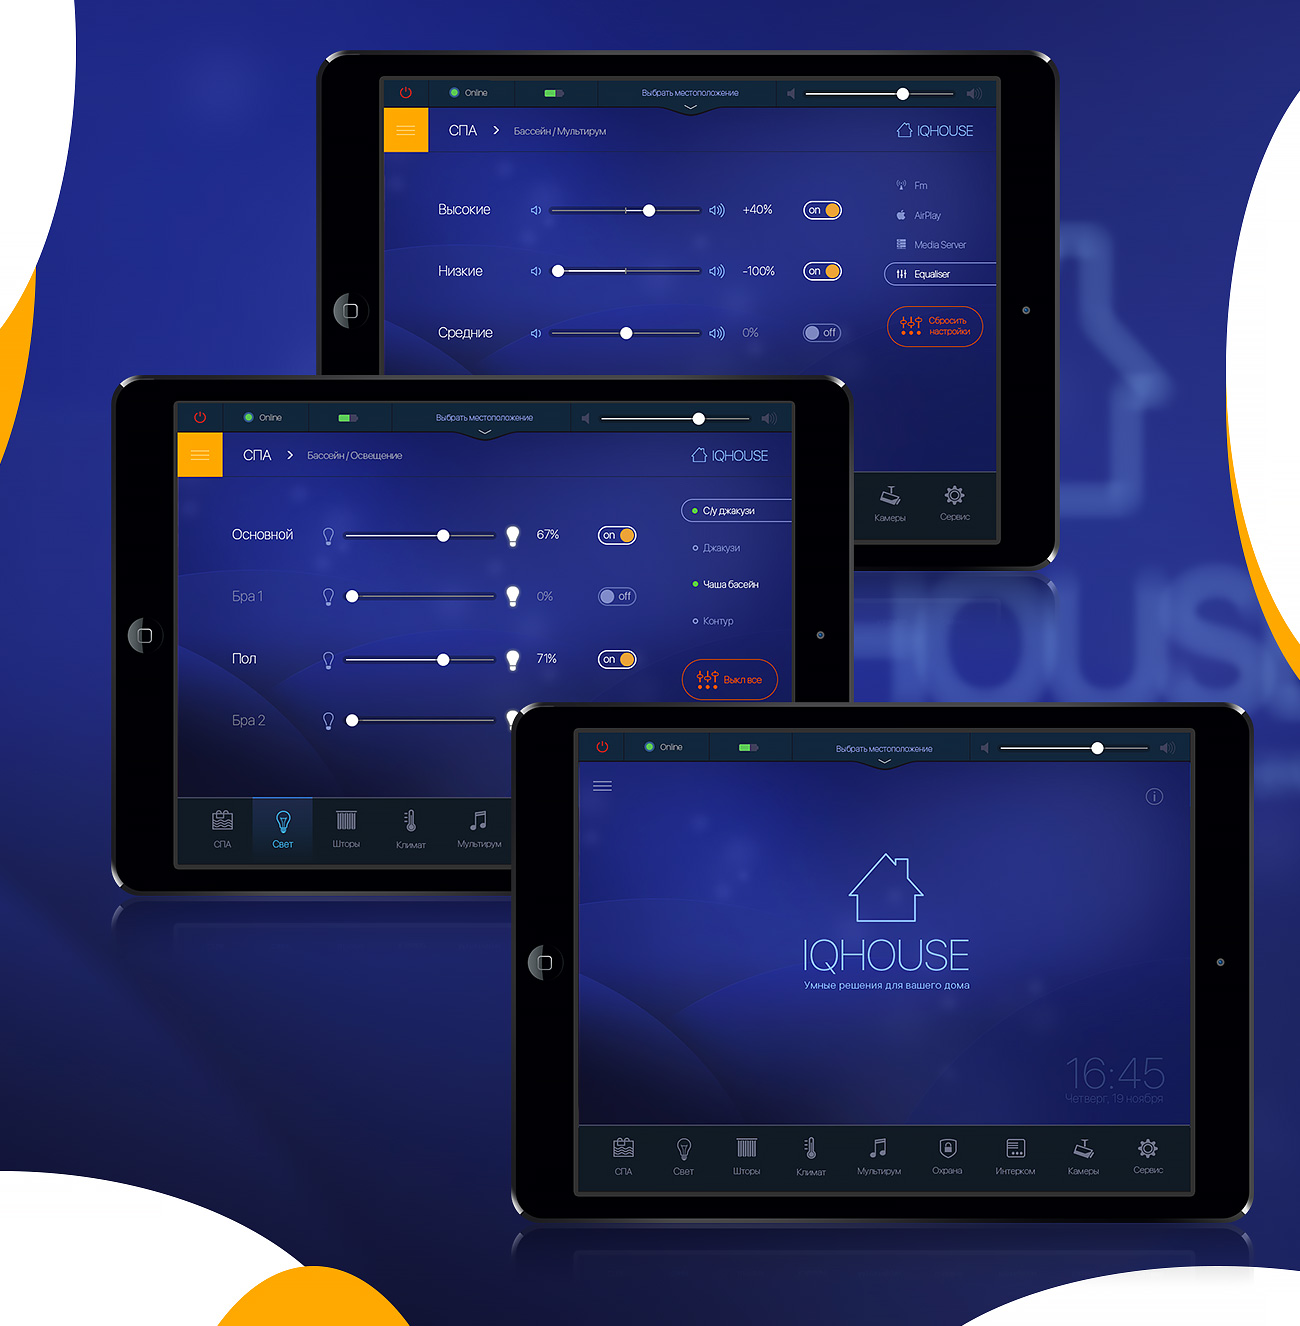 Online
Выбрать местоположение
СПА > Бассейн / Мультирум
IQHOUSE
Высокие +40% on
Низкие -100% on
Средние 0% off
Fm
AirPlay
Media Server
Equaliser
Сбросить
настройки
Камеры
Сервис
Online
Выбрать местоположение
СПА > Бассейн / Освещение
IQHOUSE
Основной 67% on
Бра 1 0% off
Пол 71% on
Бра 2
С/у джакузи
Джакузи
Чаша басейн
Контур
Выкл все
СПА
Свет
Шторы
Климат
Мультирум
HOUS
Online
Выбрать местоположение
IQHOUSE
Умные решения для вашего дома
16:45
Четверг, 19 ноября
СПА
Свет
Шторы
Климат
Мультирум
Охрана
Интерком
Камеры
Сервис